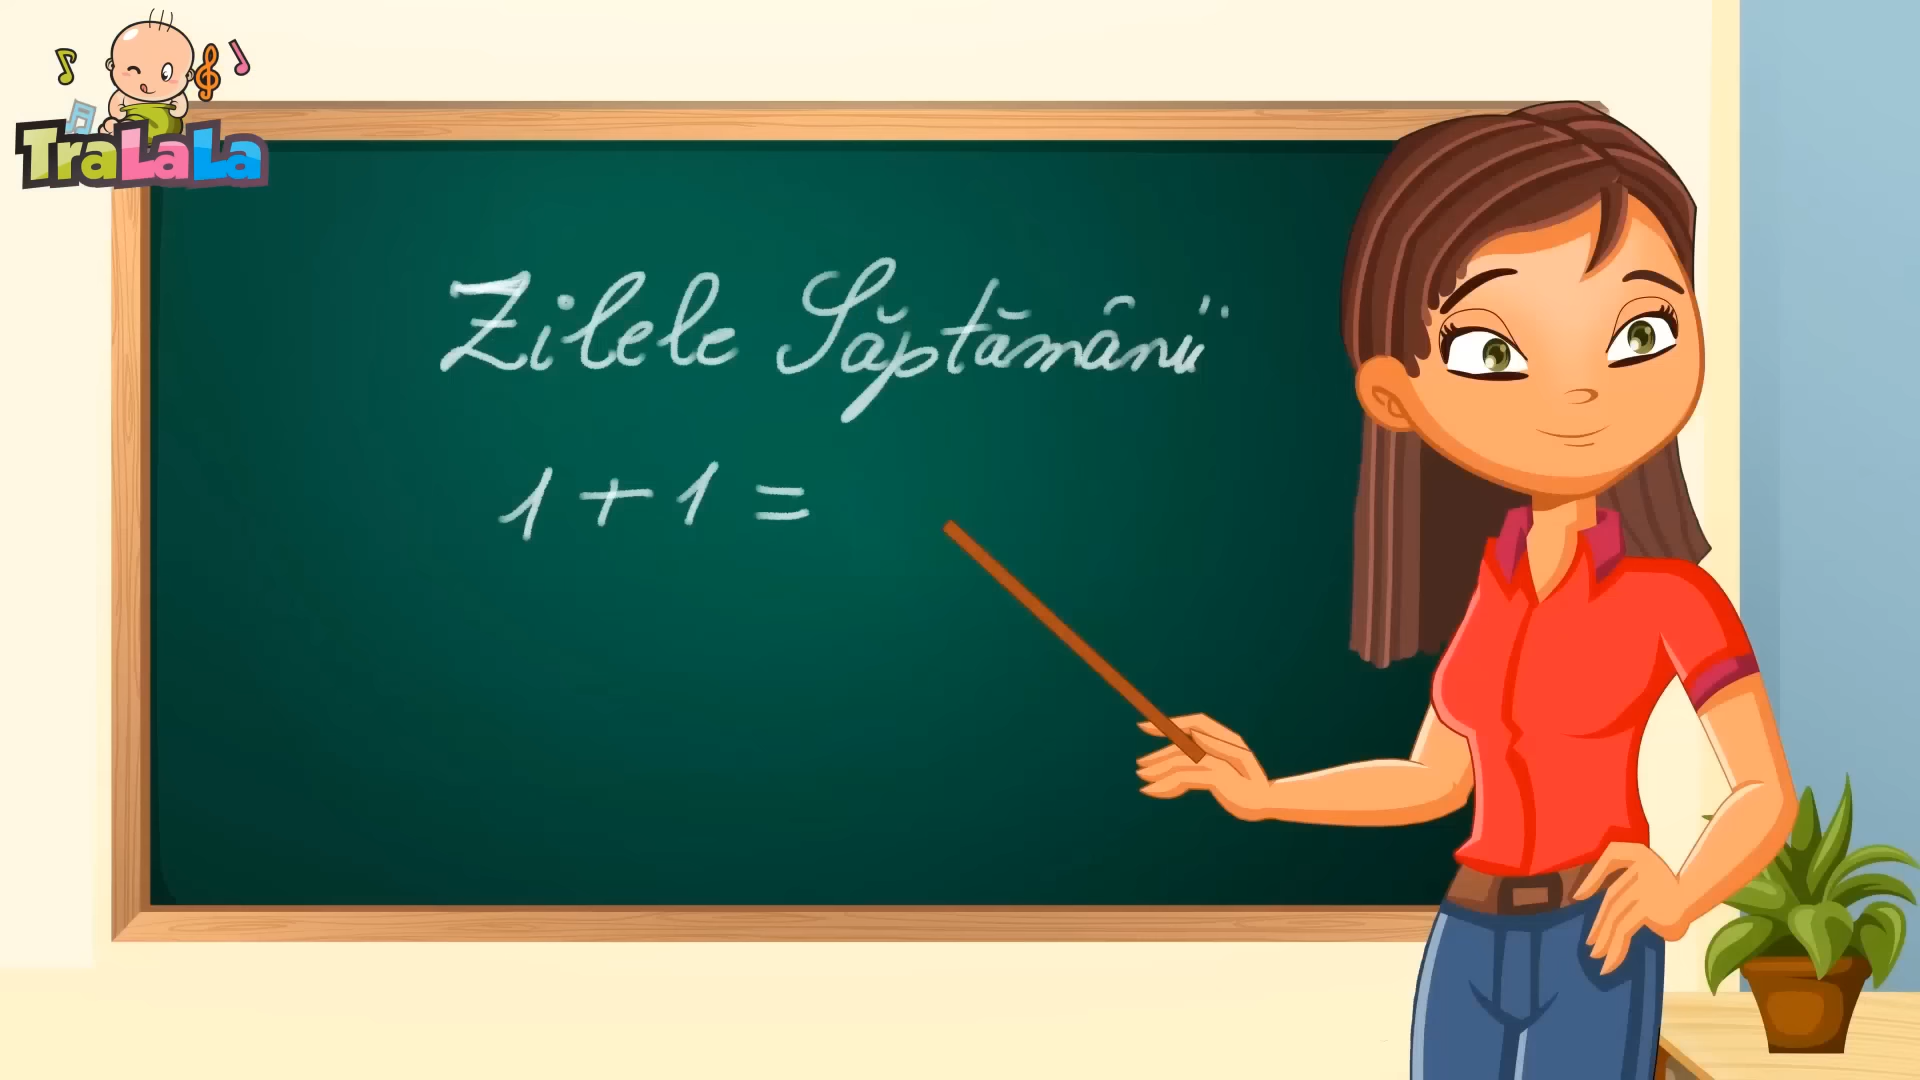 TraLaLa
Zilele Săptămânii
1 + 1 =